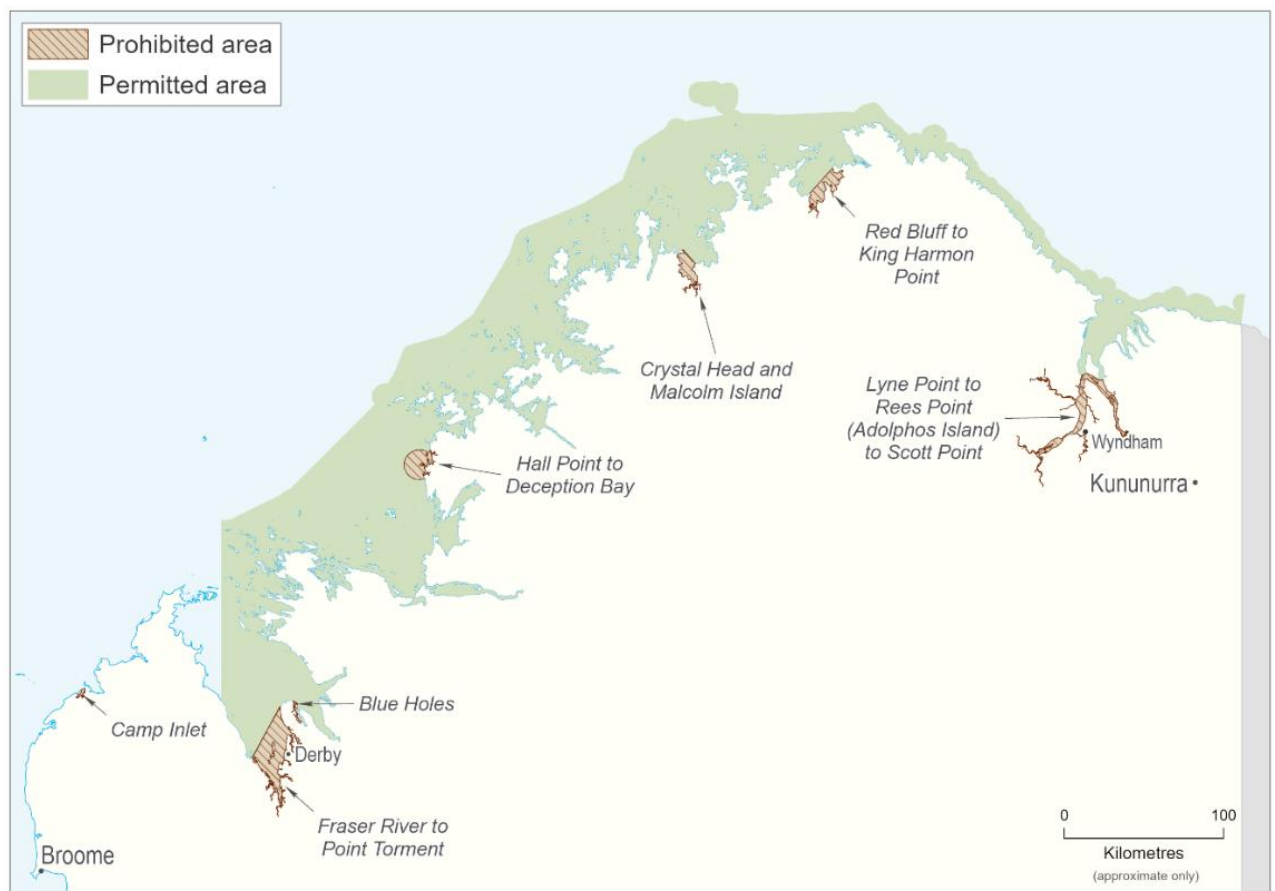 Prohibited area
Permitted area
Red Bluff to
King Harmon
Point
Crystal Head and
Malcolm Island
Lyne Point to
Rees Point
(Adolphos Island)
to Scott Point
Wyndham
Kununurra
Hall Point to
Deception Bay
Blue Holes
Camp Inlet
Derby
Fraser River to
Point Torment
Broome
0 100
Kilometres
(approximate only)